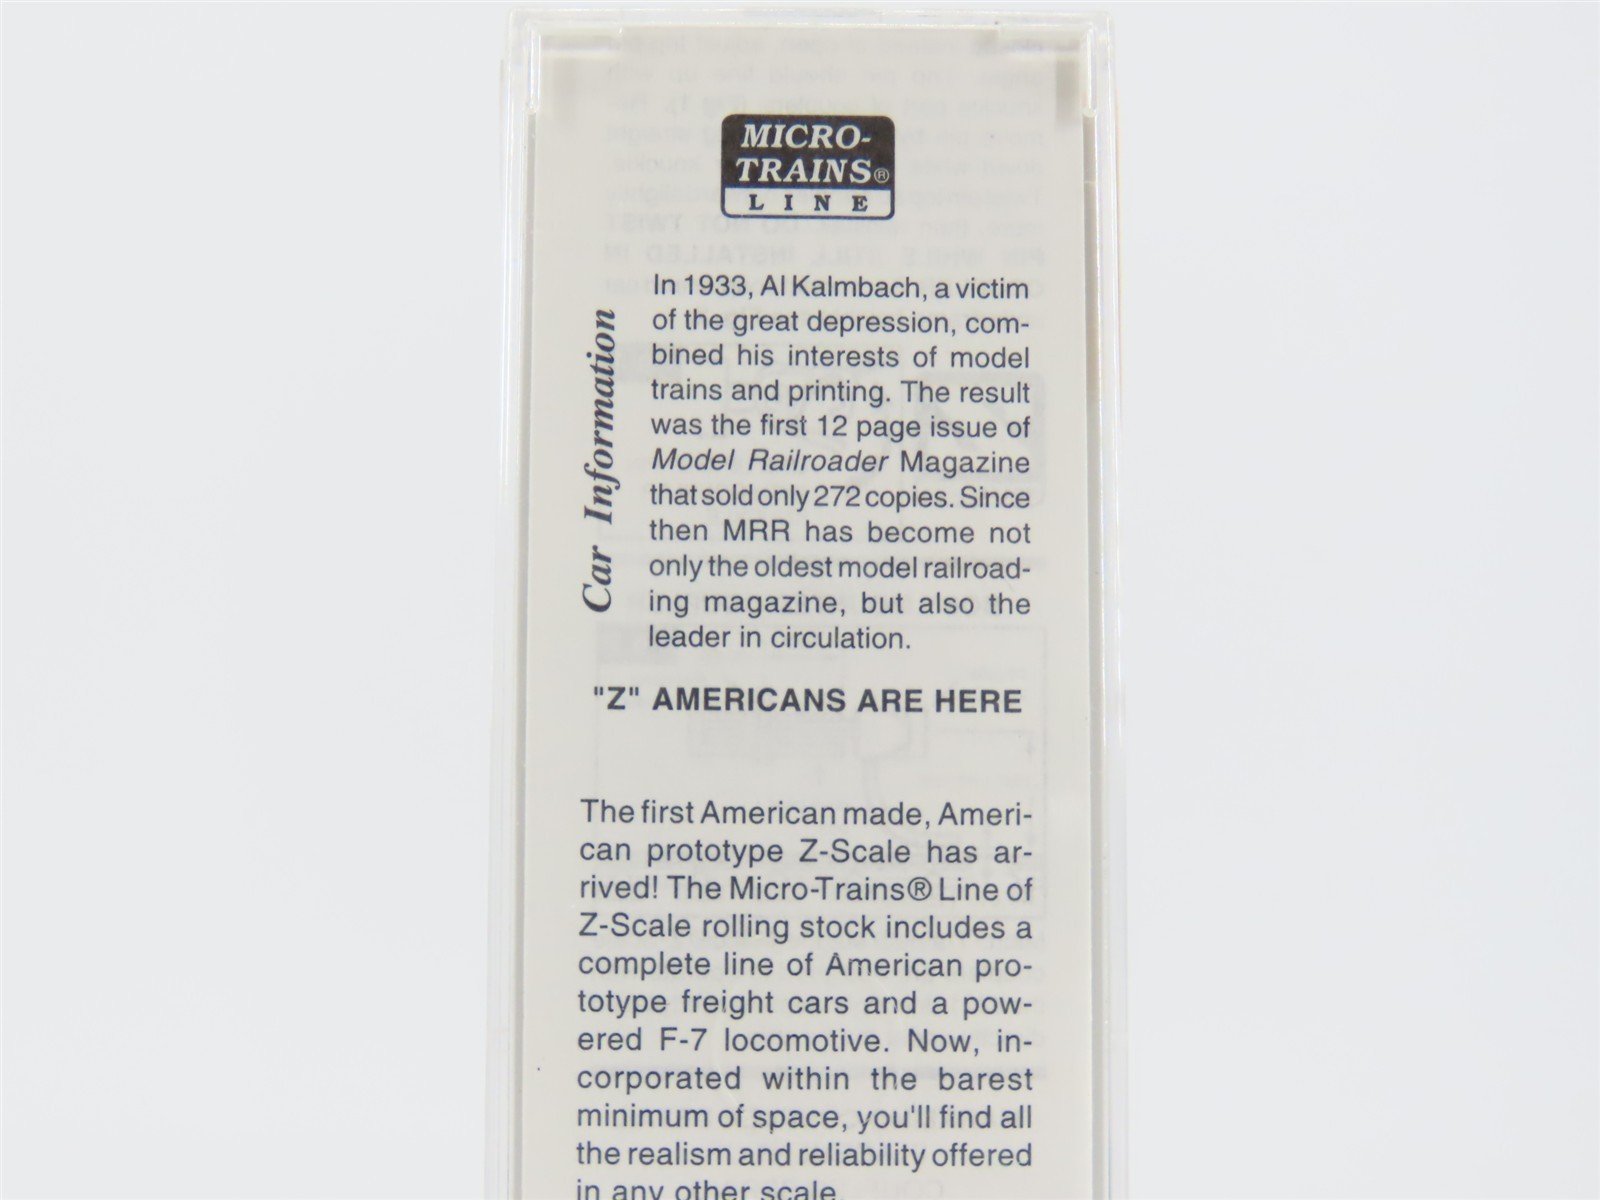 MICRO-
TRAINS®
LINE
Car Information
In 1933, Al Kalmbach, a victim
of the great depression, com-
bined his interests of model
trains and printing. The result
was the first 12 page issue of
Model Railroader Magazine
that sold only 272 copies. Since
then MRR has become not
only the oldest model railroad-
ing magazine, but also the
leader in circulation.
"Z" AMERICANS ARE HERE
The first American made, Ameri-
can prototype Z-Scale has ar-
rived! The Micro-Trains® Line of
Z-Scale rolling stock includes a
complete line of American pro-
totype freight cars and a pow-
ered F-7 locomotive. Now, in-
corporated within the barest
minimum of space, you'll find all
the realism and reliability offered
in any other scale.